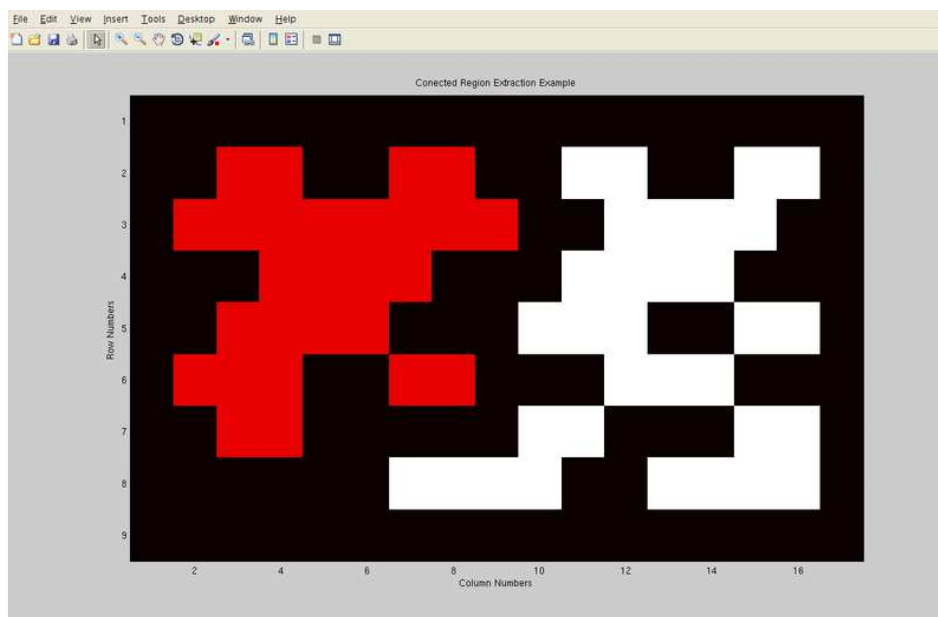 File Edit View Insert Tools Desktop Window Help
Conected Region Extraction Example
1
2
3
4
5
6
7
8
9
Row Numbers
2 4 6 8 10 12 14 16
Column Numbers